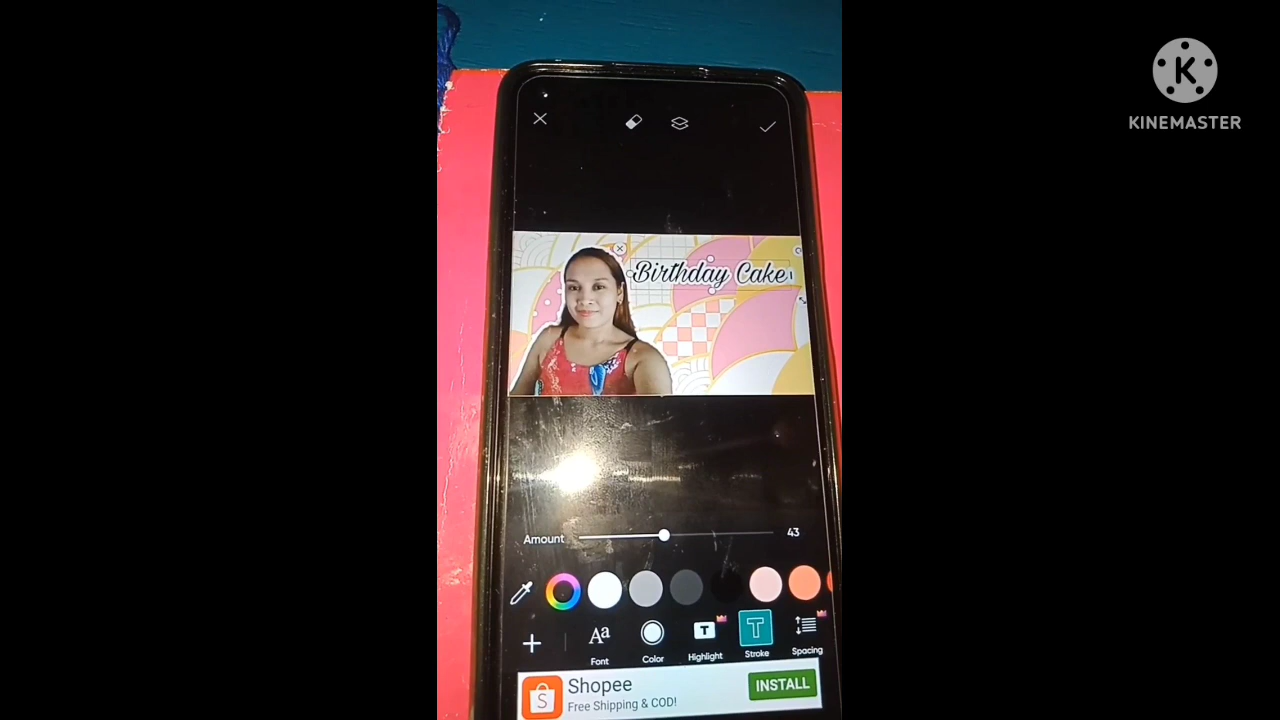 KINEMASTER
Birthday Cake
Amount 43
Font Color Highlight Stroke Spacing
Shopee
Free Shipping & COD!
INSTALL